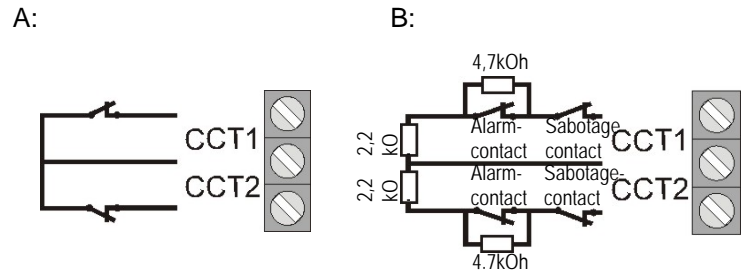 A:
CCT1
CCT2
B:
4,7kOh
2,2
kO
Alarm-
contact
Sabotage
contact
CCT1
2,2
kO
Alarm-
contact
Sabotage-
contact
CCT2
4.7kOh